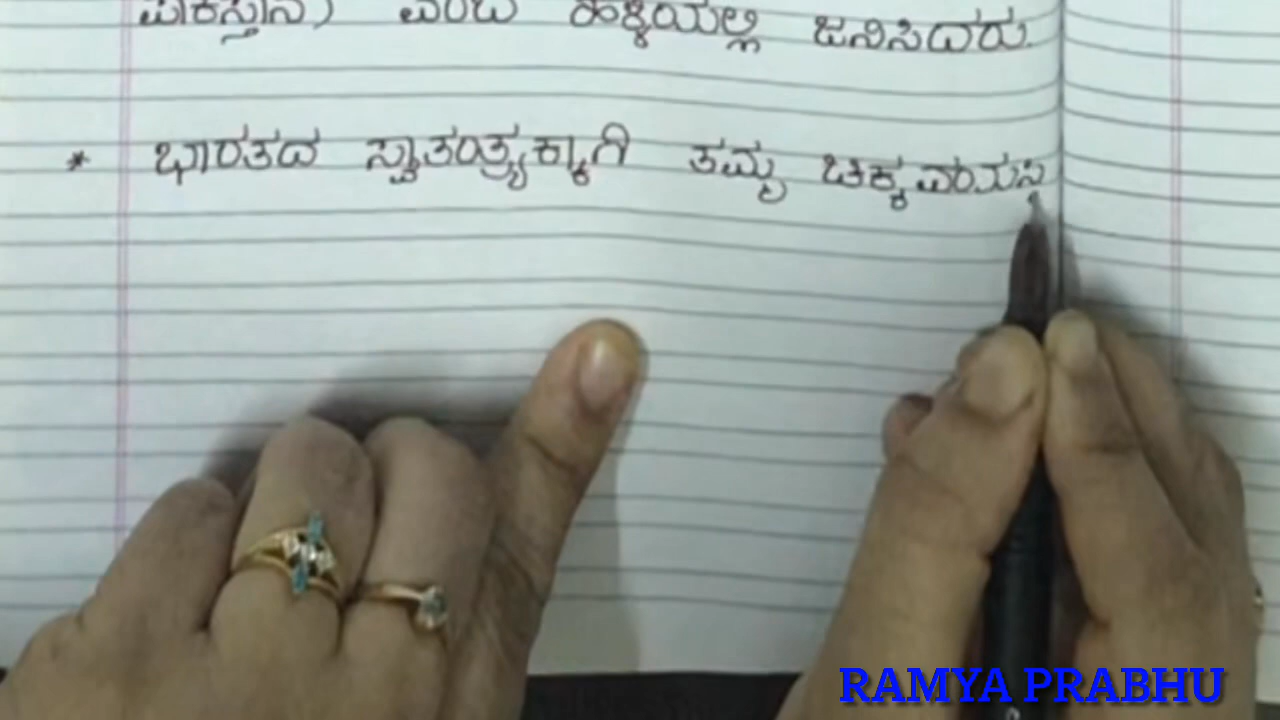 ಪಾಕಿಸ್ತಾನ) ಎಂಬ ಹಳ್ಳಿಯಲ್ಲಿ ಜನಿಸಿದರು.
* ಭಾರತದ ಸ್ವಾತಂತ್ರ್ಯಕ್ಕಾಗಿ ತಮ್ಮ ಚಿಕ್ಕವಯಸ್ಸಿ
RAMYA PRABHU